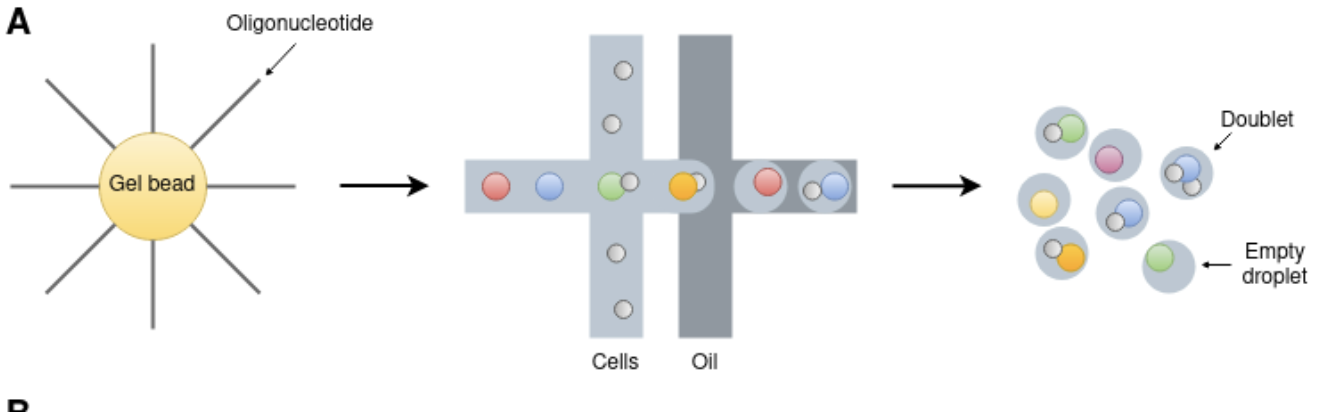 A
Oligonucleotide
Gel bead
Cells
Oil
Doublet
Empty
droplet
B